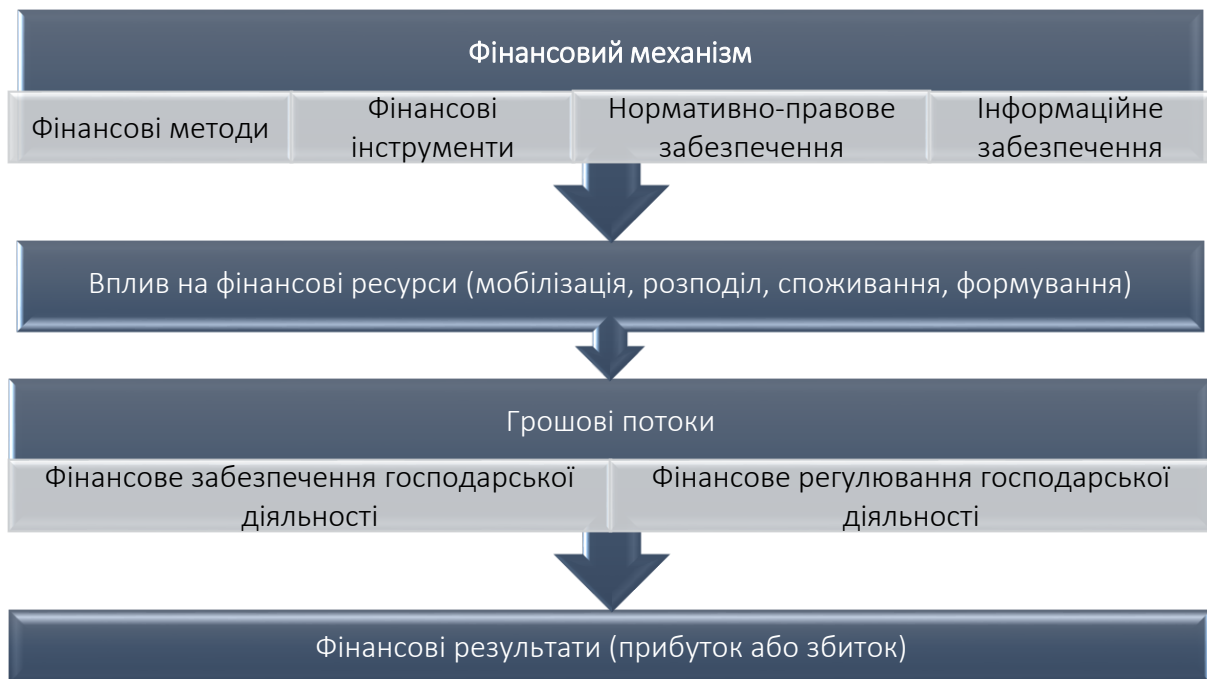 Фінансовий механізм
Фінансові методи
Фінансові
інструменти
Нормативно-правове
забезпечення
Інформаційне
забезпечення
Вплив на фінансові ресурси (мобілізація, розподіл, споживання, формування)
Грошові потоки
Фінансове забезпечення господарської
діяльності
Фінансове регулювання господарської
діяльності
Фінансові результати (прибуток або збиток)